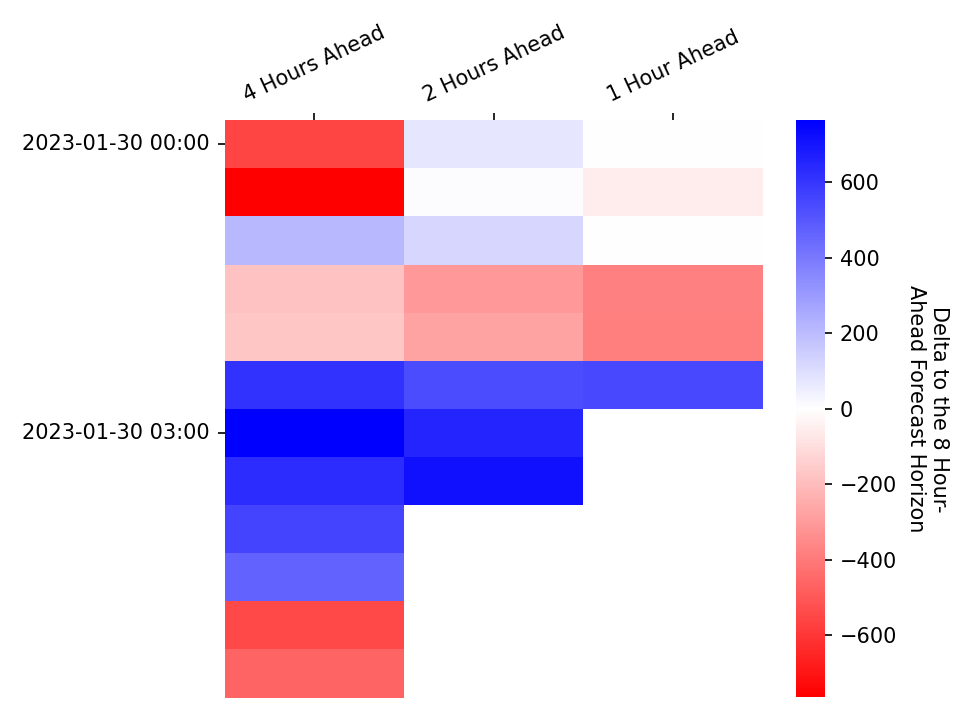 4 Hours Ahead
2 Hours Ahead
1 Hour Ahead
2023-01-30 00:00
2023-01-30 03:00
600
400
200
0
−200
−400
−600
Delta to the 8 Hour-
Ahead Forecast Horizon